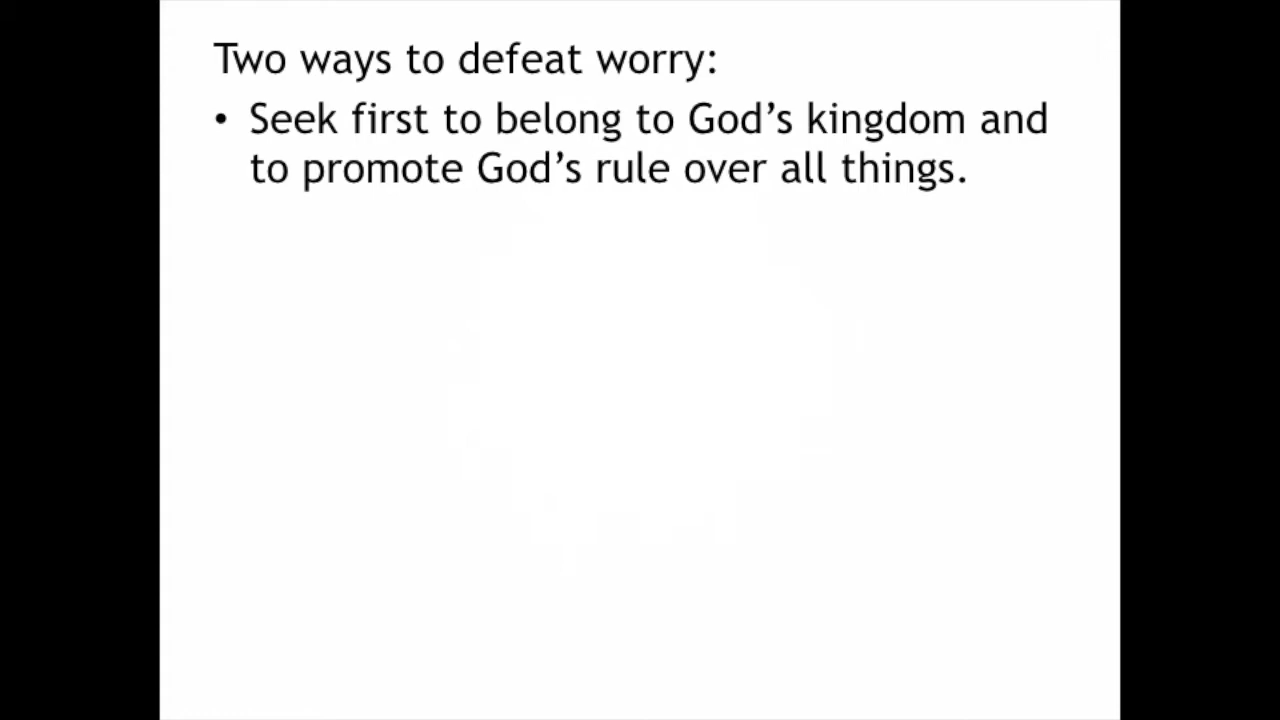 Two ways to defeat worry:
• Seek first to belong to God’s kingdom and
to promote God’s rule over all things.